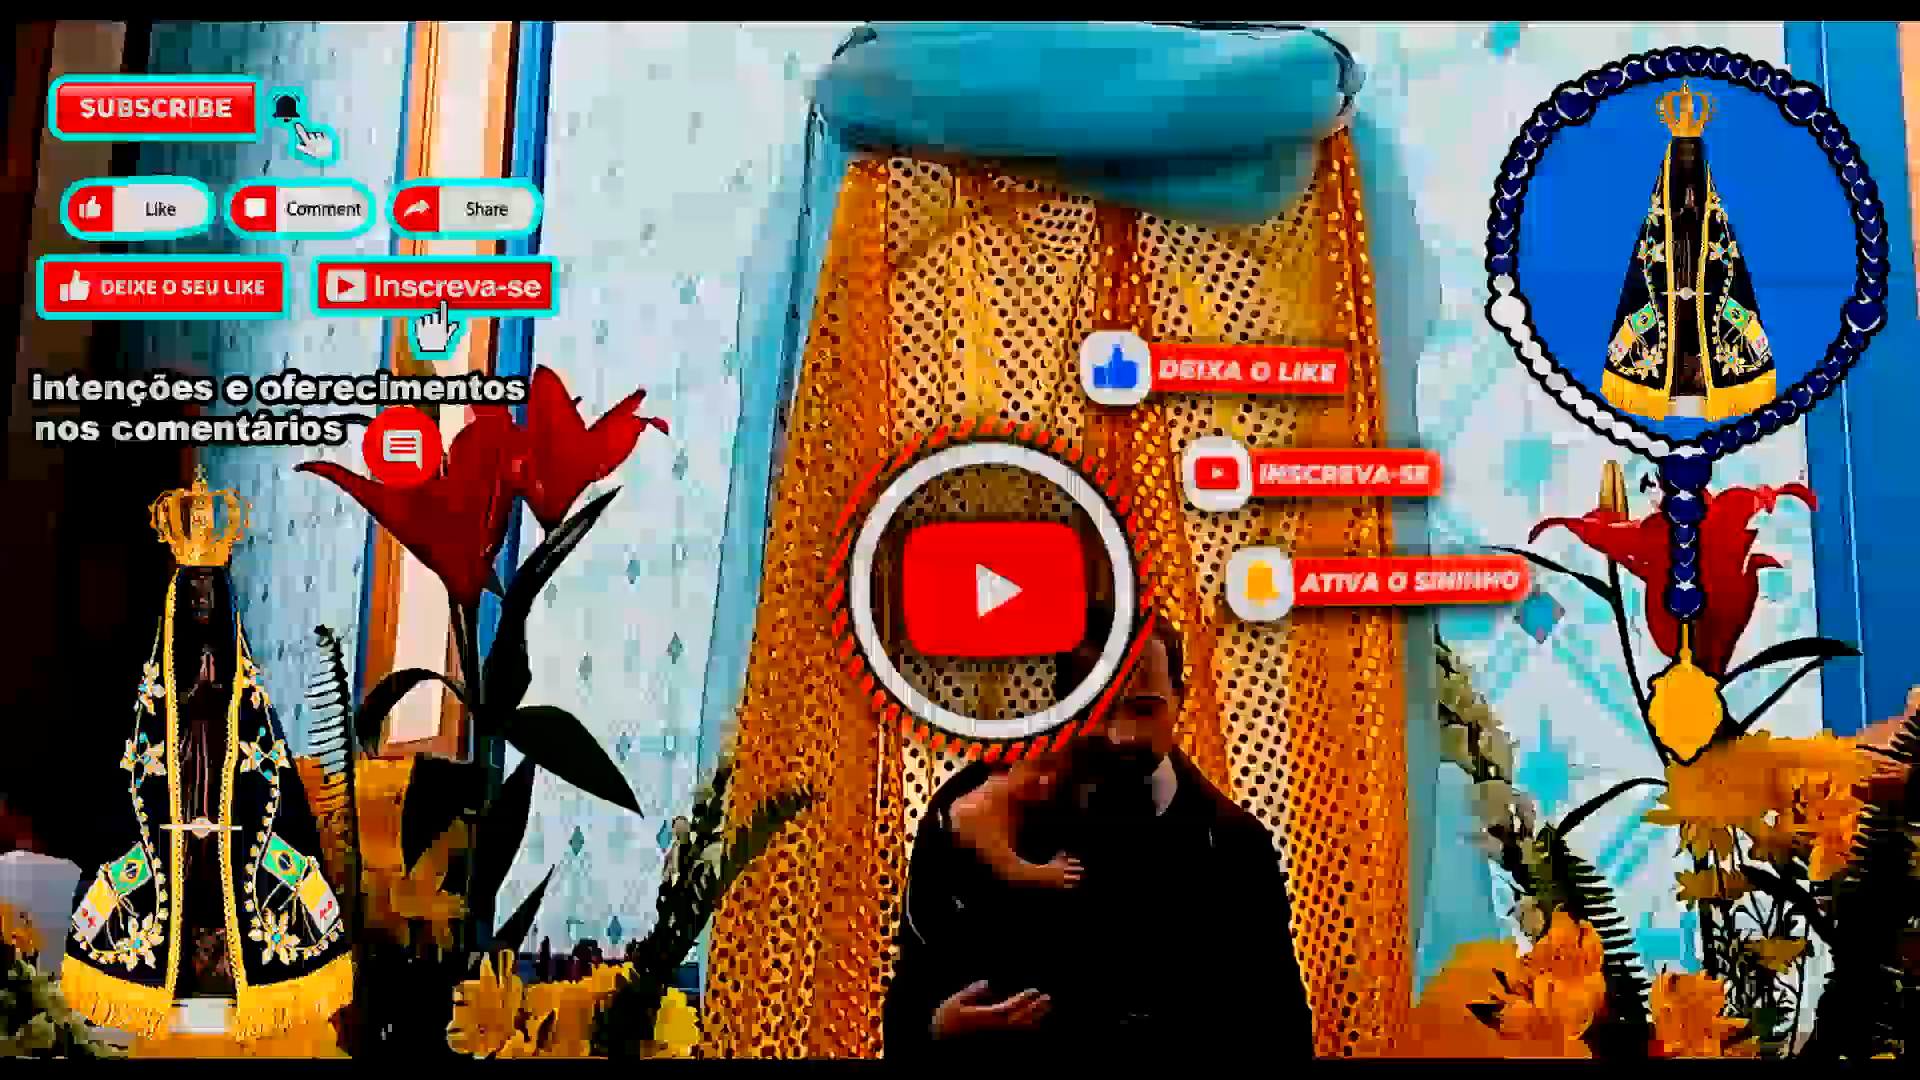 SUBSCRIBE
Like
Comment
Share
DEIXE O SEU LIKE
Inscreva-se
intenções e oferecimentos
nos comentários
DEIXA O LIKE
INSCREVA-SE
ATIVA O SININHO